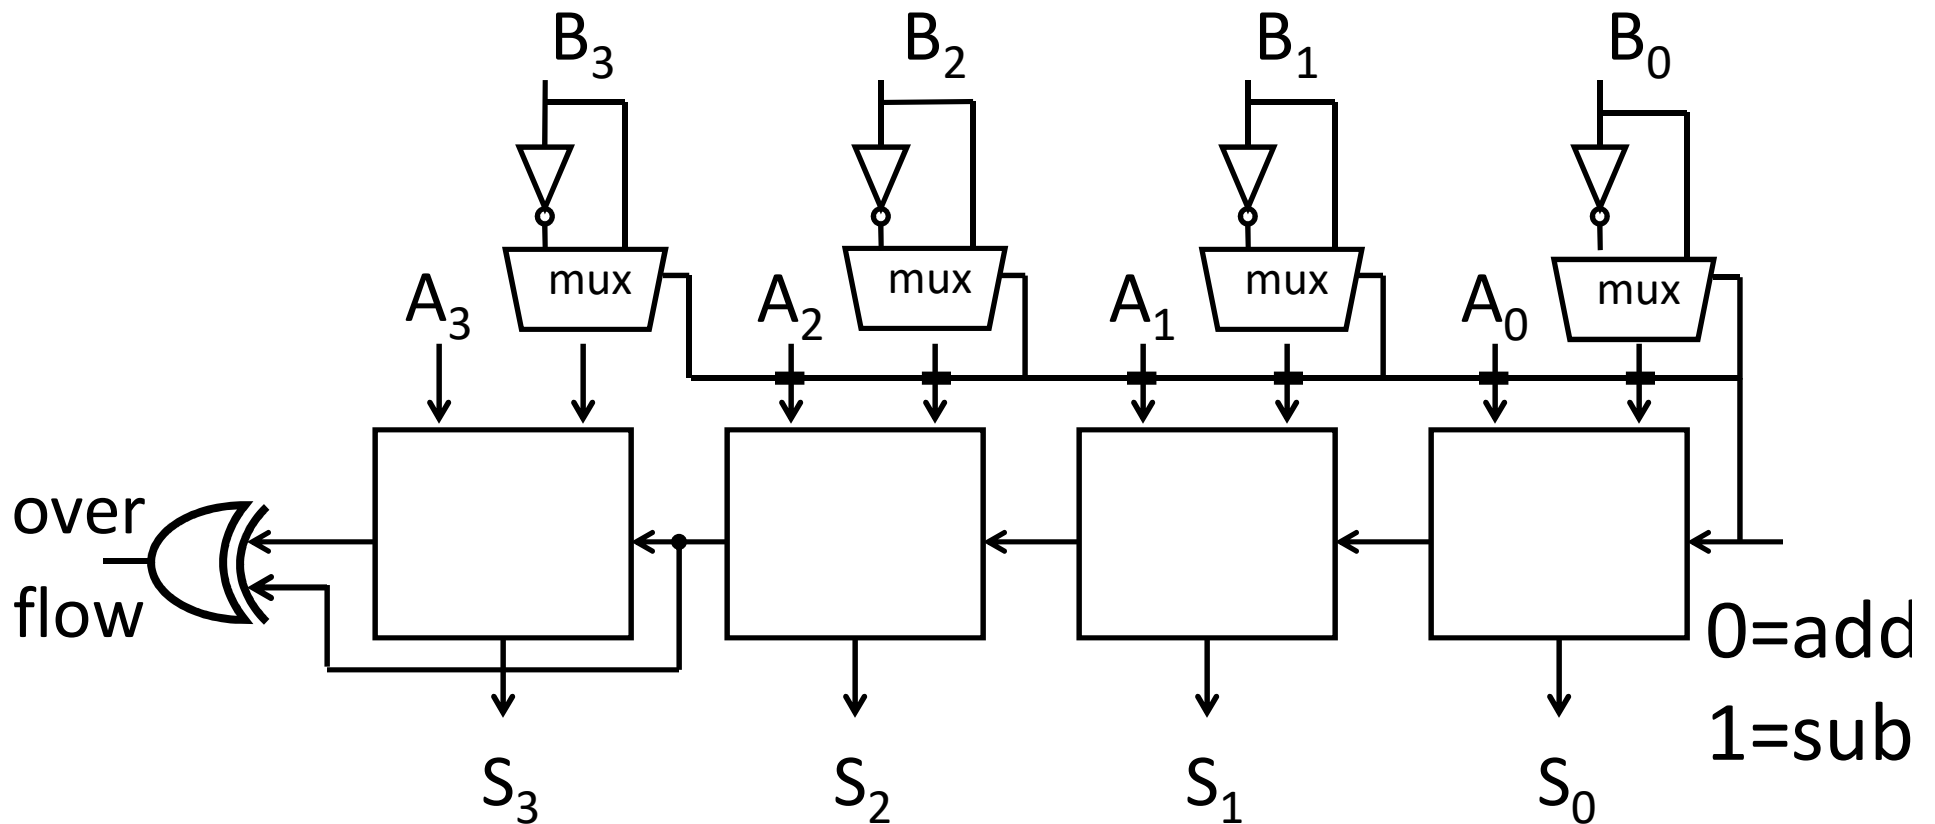 B₃ B₂ B₁ B₀
mux mux mux mux
A₃ A₂ A₁ A₀
over
flow
0=add
1=sub
S₃ S₂ S₁ S₀